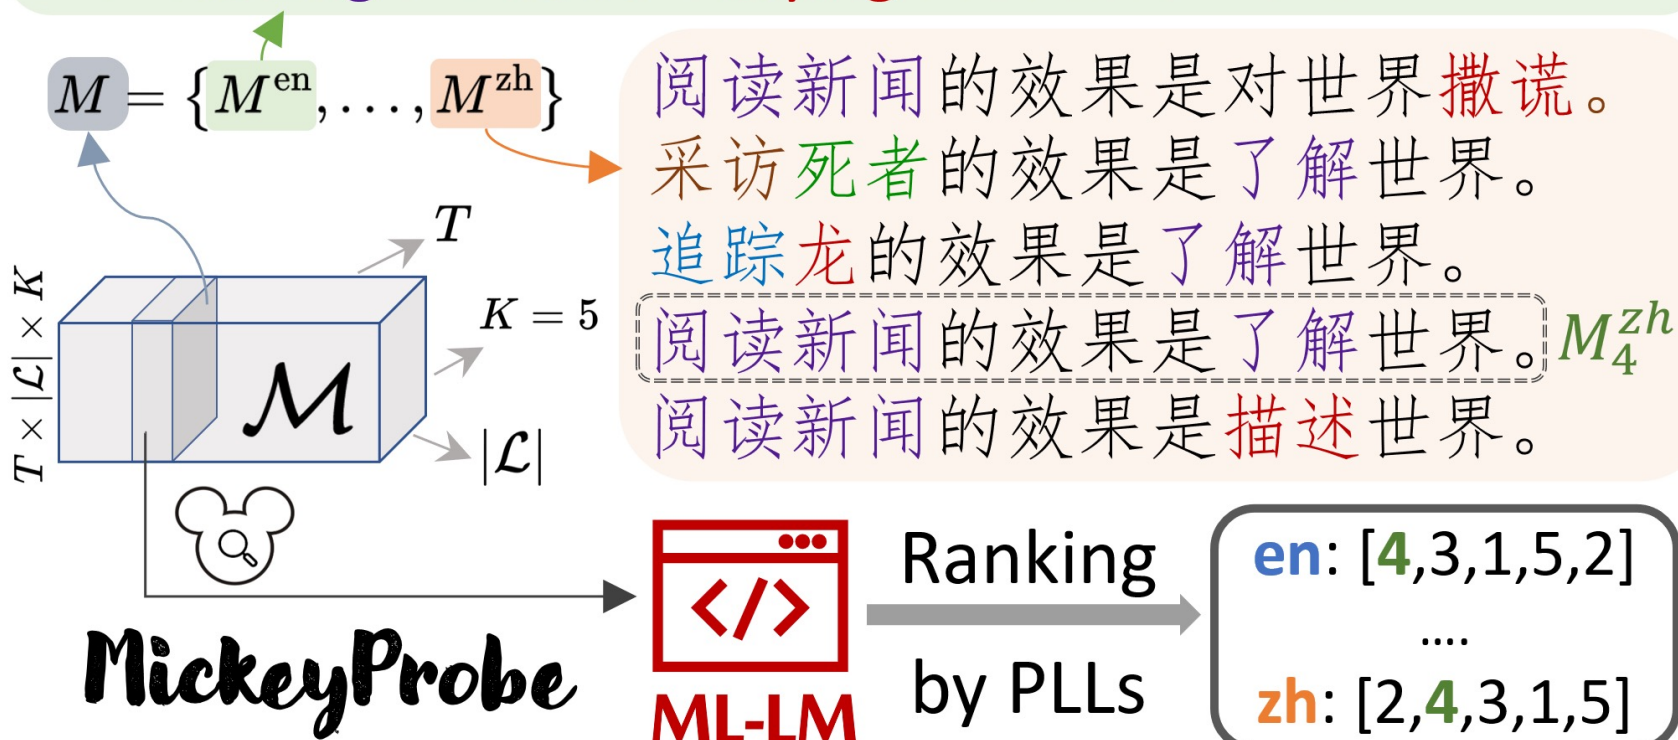 M = {M^en, ..., M^zh}
阅读新闻的效果是对世界撒谎。
采访死者的效果是了解世界。
追踪龙的效果是了解世界。
阅读新闻的效果是了解世界。 M_4^zh
阅读新闻的效果是描述世界。
T
K = 5
|ℒ|
T × |ℒ| × K
ℳ
MickeyProbe
</>
ML-LM
Ranking
by PLLs
en: [4,3,1,5,2]
....
zh: [2,4,3,1,5]